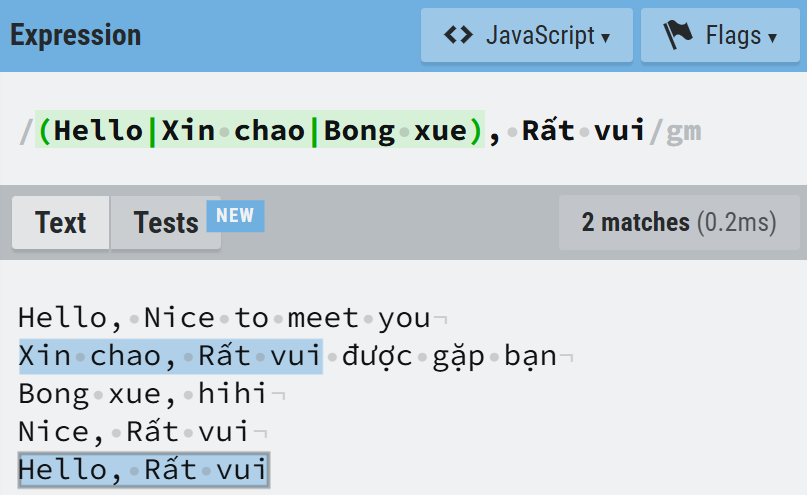 Expression <> JavaScript ▾ Flags ▾
/(Hello|Xin chao|Bong xue), Rất vui/gm
Text Tests NEW 2 matches (0.2ms)
Hello, Nice to meet you¬
Xin chao, Rất vui được gặp bạn¬
Bong xue, hihi¬
Nice, Rất vui¬
Hello, Rất vui